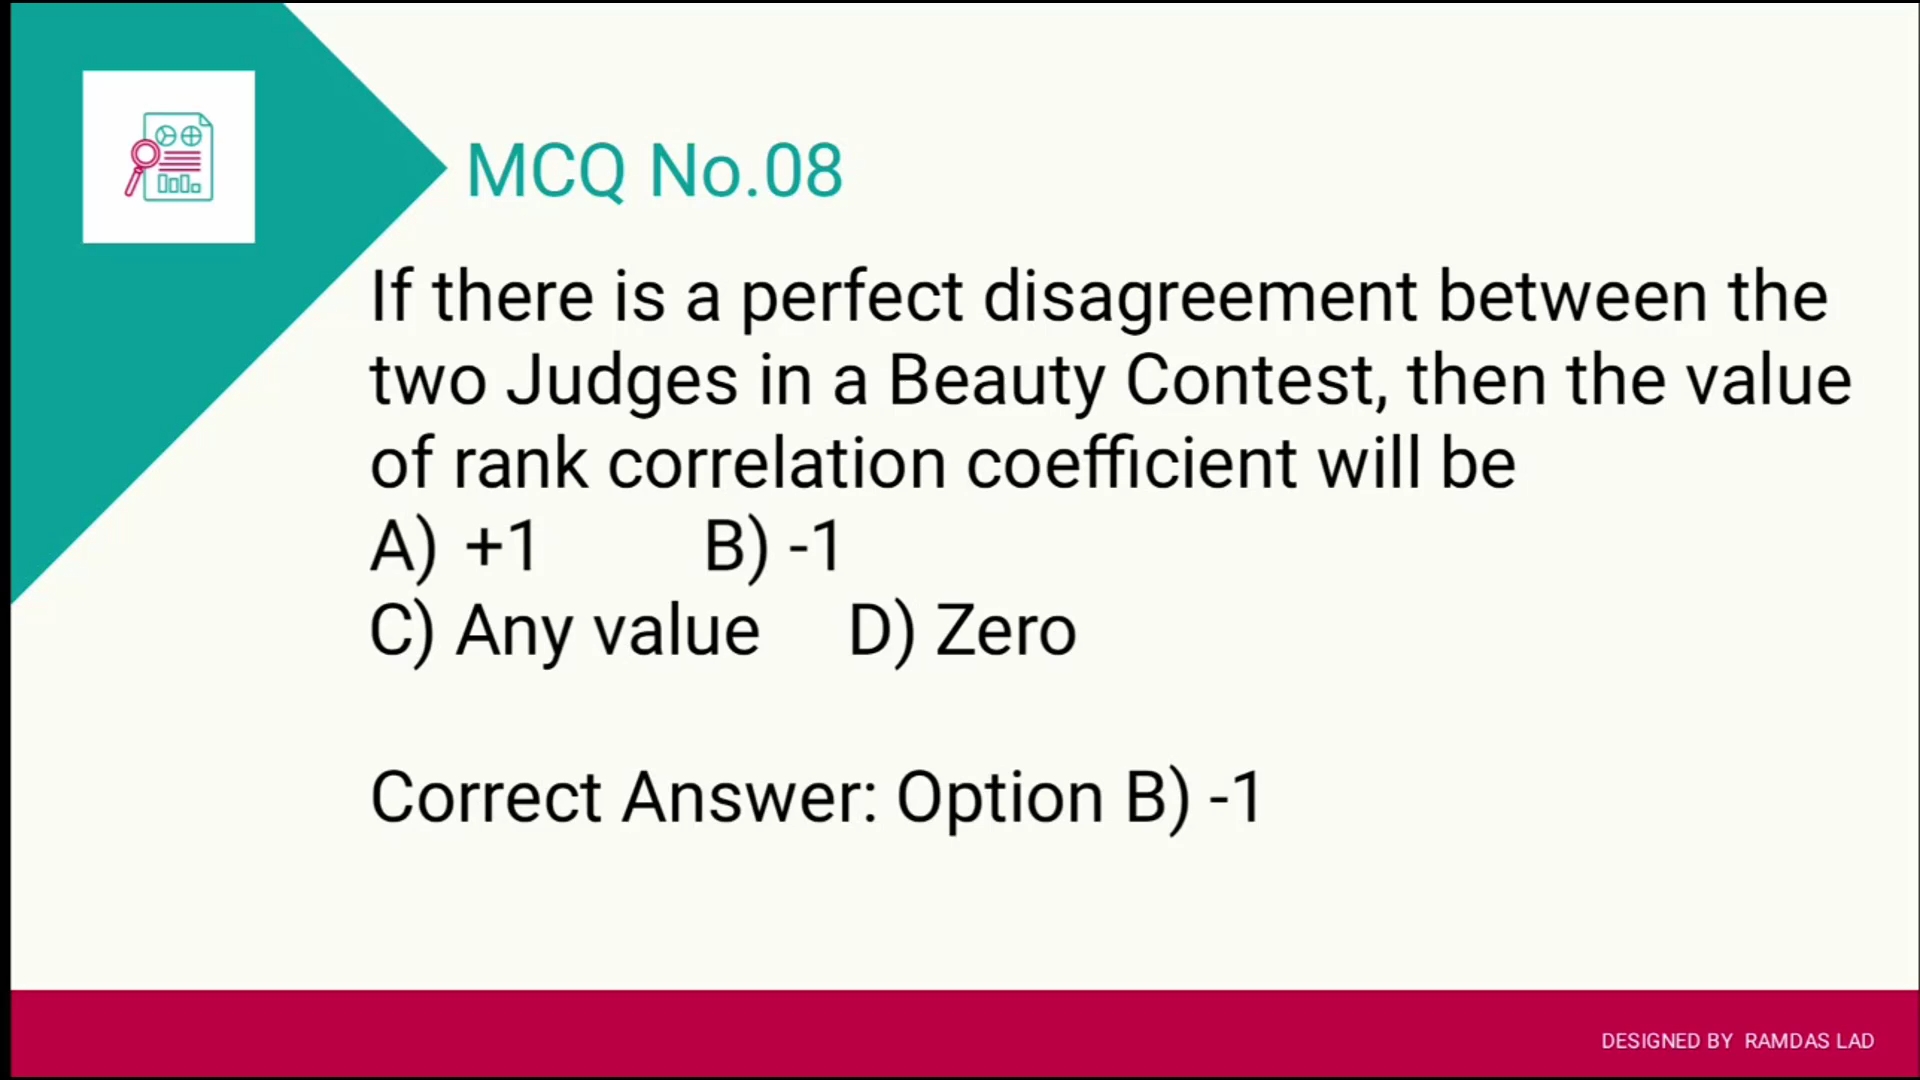 MCQ No.08
If there is a perfect disagreement between the
two Judges in a Beauty Contest, then the value
of rank correlation coefficient will be
A) +1 B) -1
C) Any value D) Zero
Correct Answer: Option B) -1
DESIGNED BY RAMDAS LAD